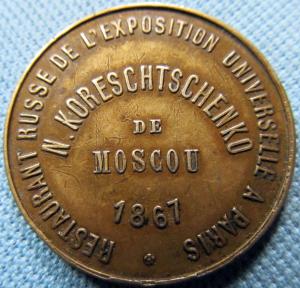 RESTAURANT RUSSE DE L'EXPOSITION UNIVERSELLE A PARIS
N. KORESCHTSCHENKO
DE
MOSCOU
1867